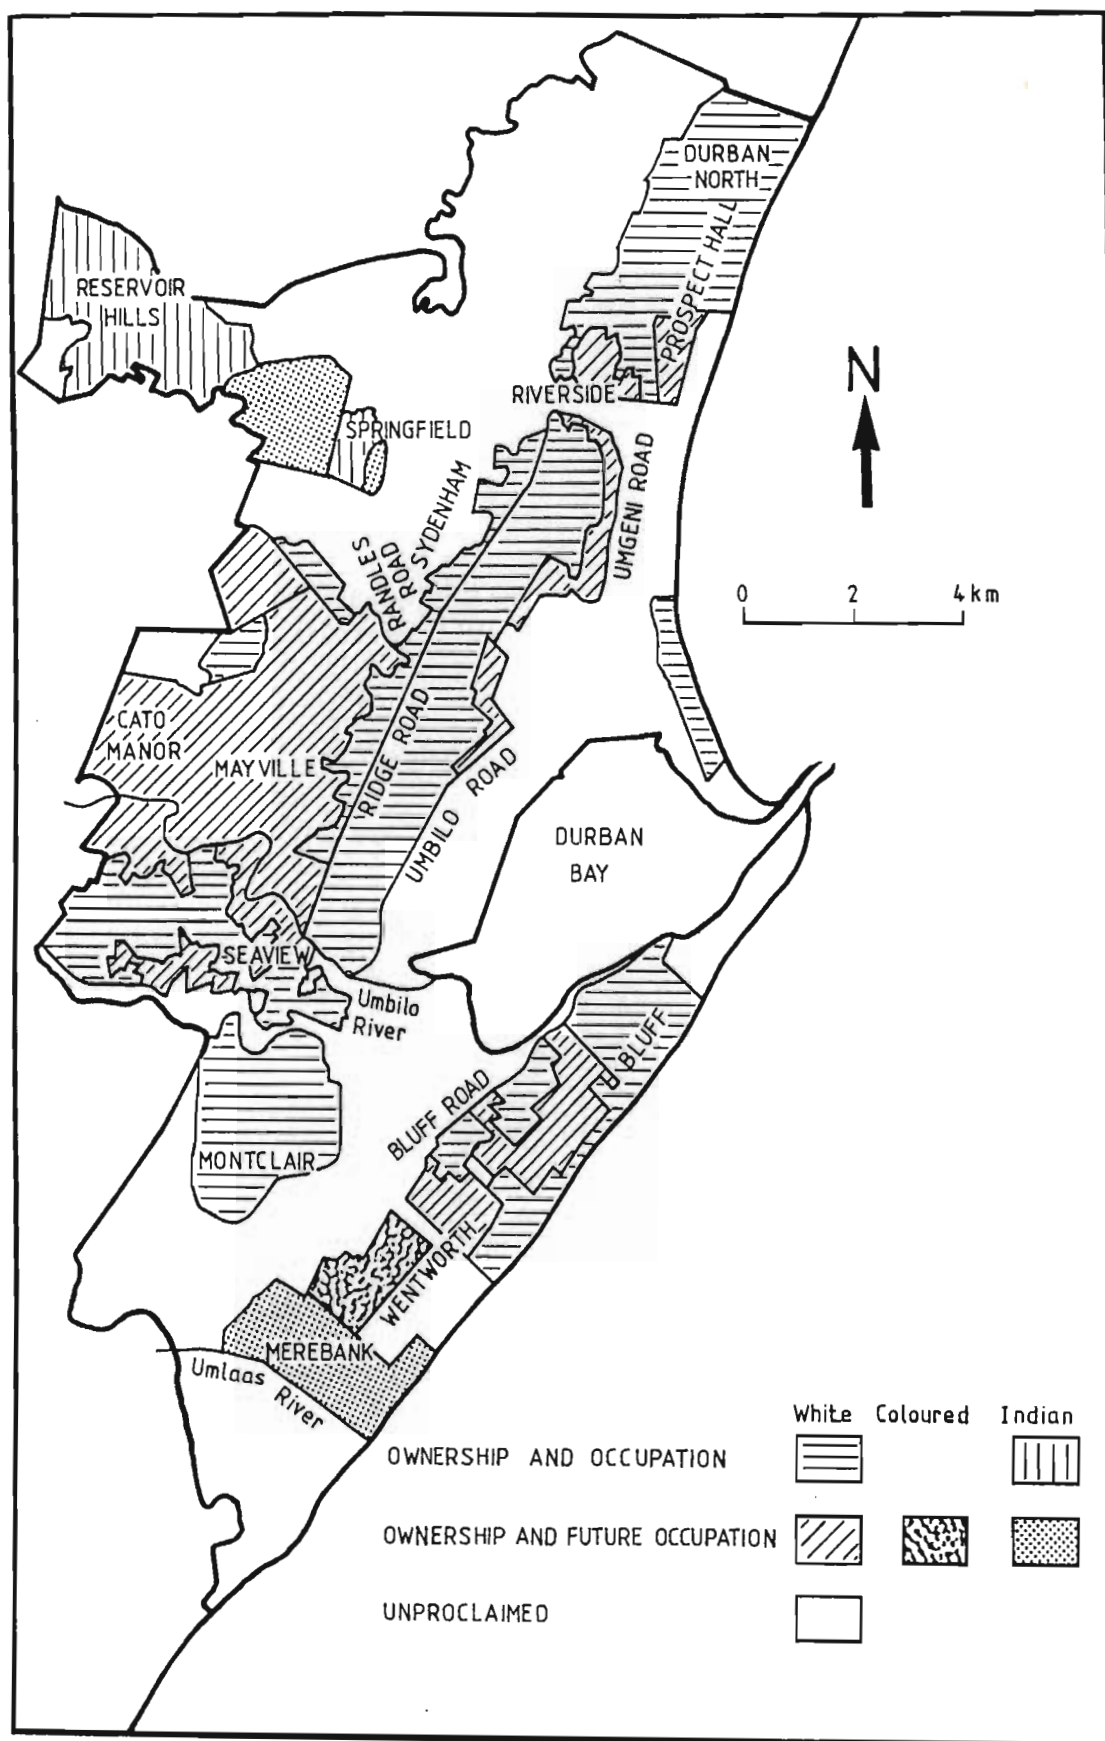 DURBAN
NORTH
PROSPECT HALL
RESERVOIR
HILLS
RIVERSIDE
SPRINGFIELD
UMGENI ROAD
SYDENHAM
RANDLES
ROAD
N
0 2 4 km
CATO
MANOR
MAYVILLE
RIDGE ROAD
UMBILO ROAD
DURBAN
BAY
SEAVIEW
Umbilo
River
BLUFF
BLUFF ROAD
MONTCLAIR
WENTWORTH
MEREBANK
Umlaas River
White Coloured Indian
OWNERSHIP AND OCCUPATION
OWNERSHIP AND FUTURE OCCUPATION
UNPROCLAIMED